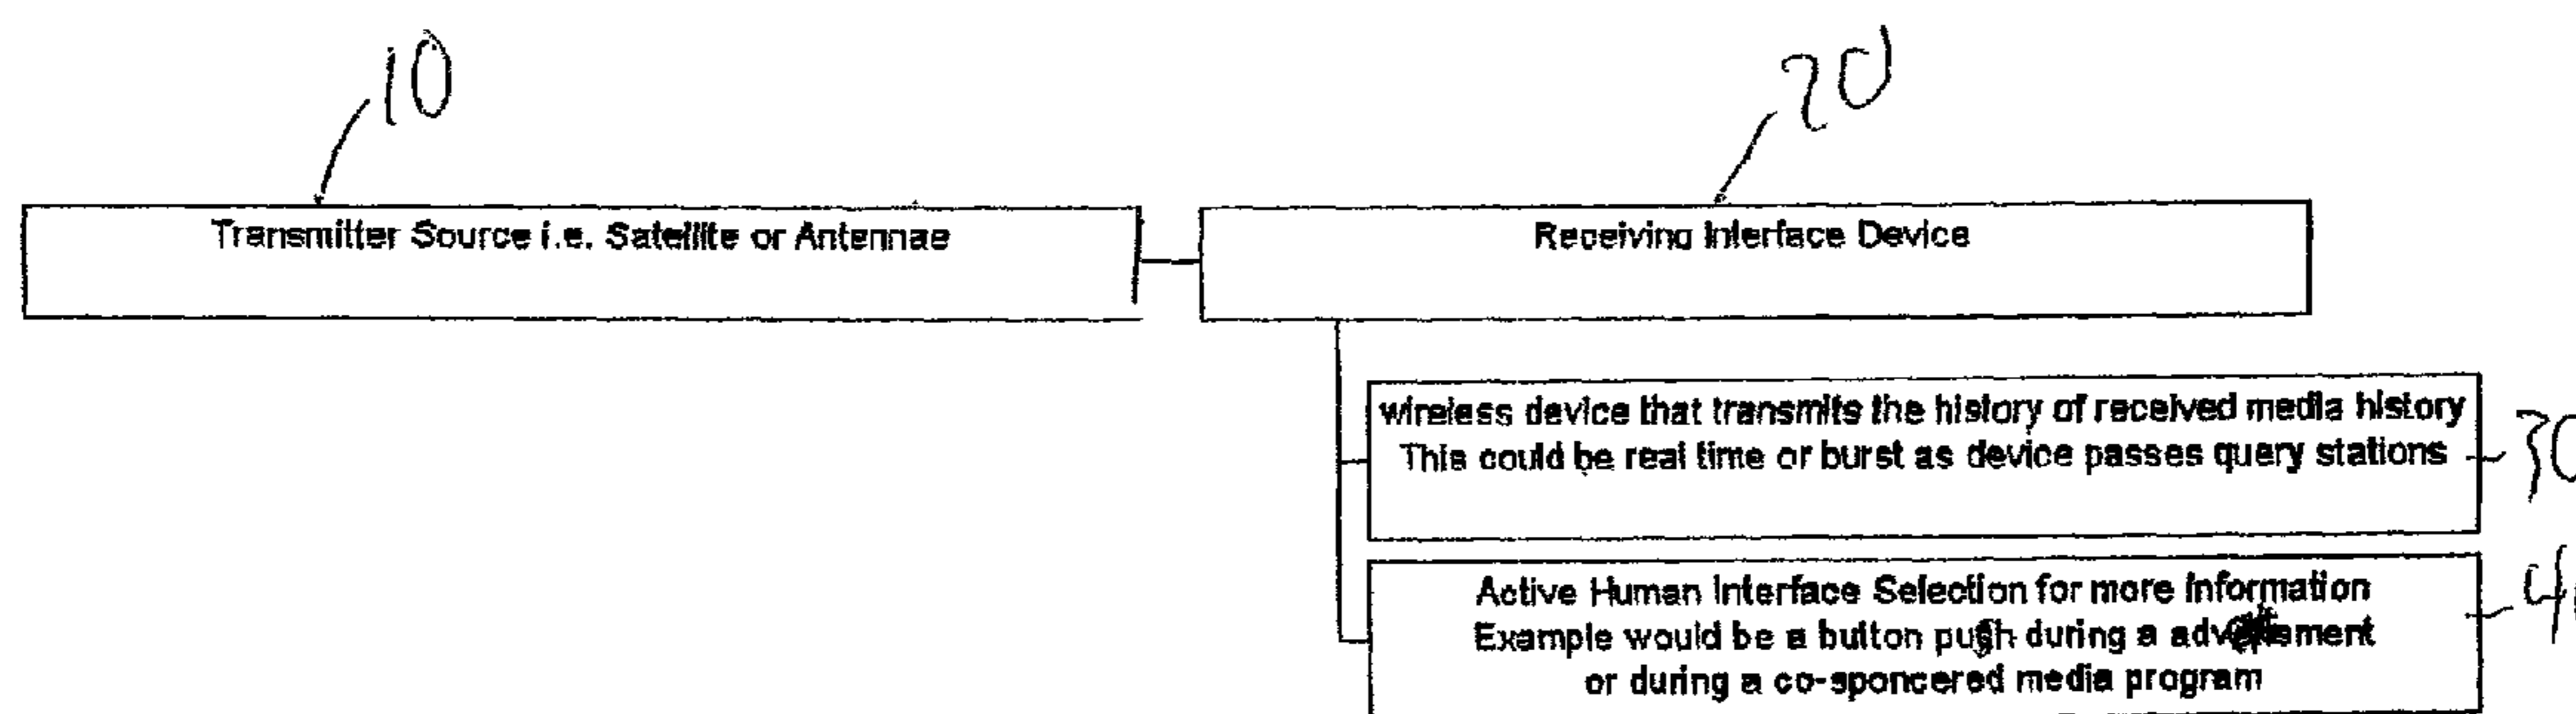 10
20
Transmitter Source i.e. Satellite or Antennae
Receiving Interface Device
wireless device that transmits the history of received media history
This could be real time or burst as device passes query stations
30
Active Human Interface Selection for more Information
Example would be a button push during a
or during a co-sponcered media program